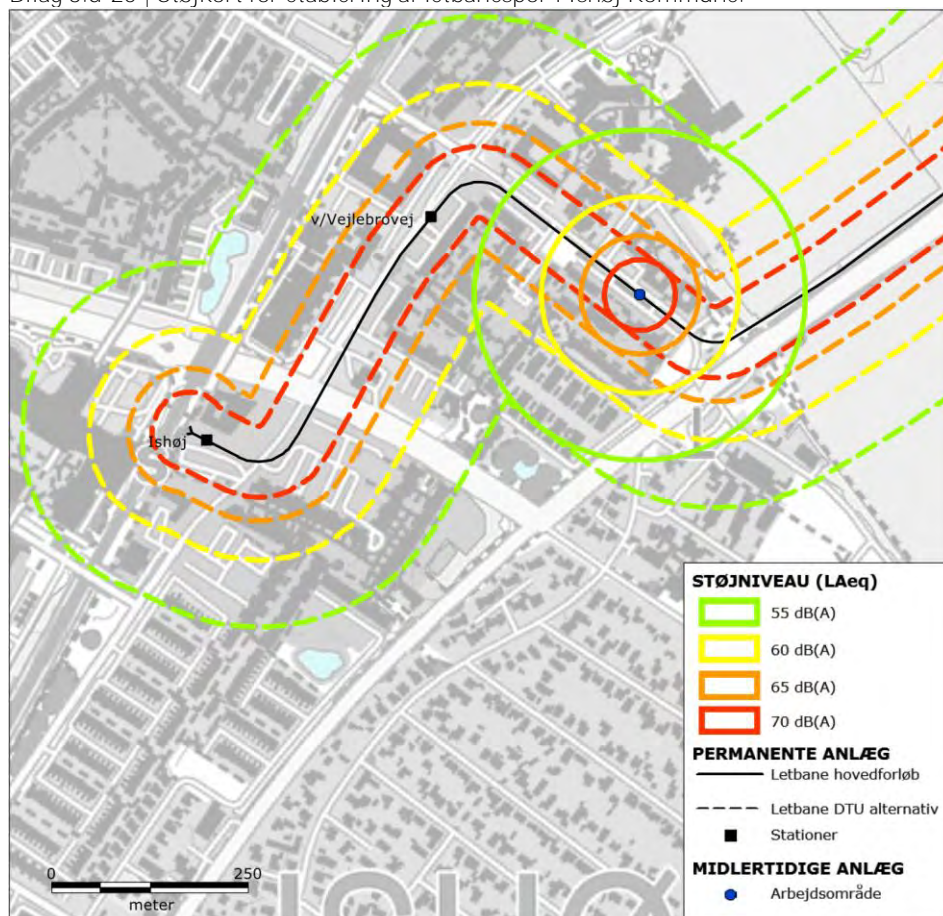 v/Vejlebrovej
Ishøj
STØJNIVEAU (LAeq)
55 dB(A)
60 dB(A)
65 dB(A)
70 dB(A)
PERMANENTE ANLÆG
Letbane hovedforløb
Letbane DTU alternativ
Stationer
MIDLERTIDIGE ANLÆG
Arbejdsområde
0 250
meter